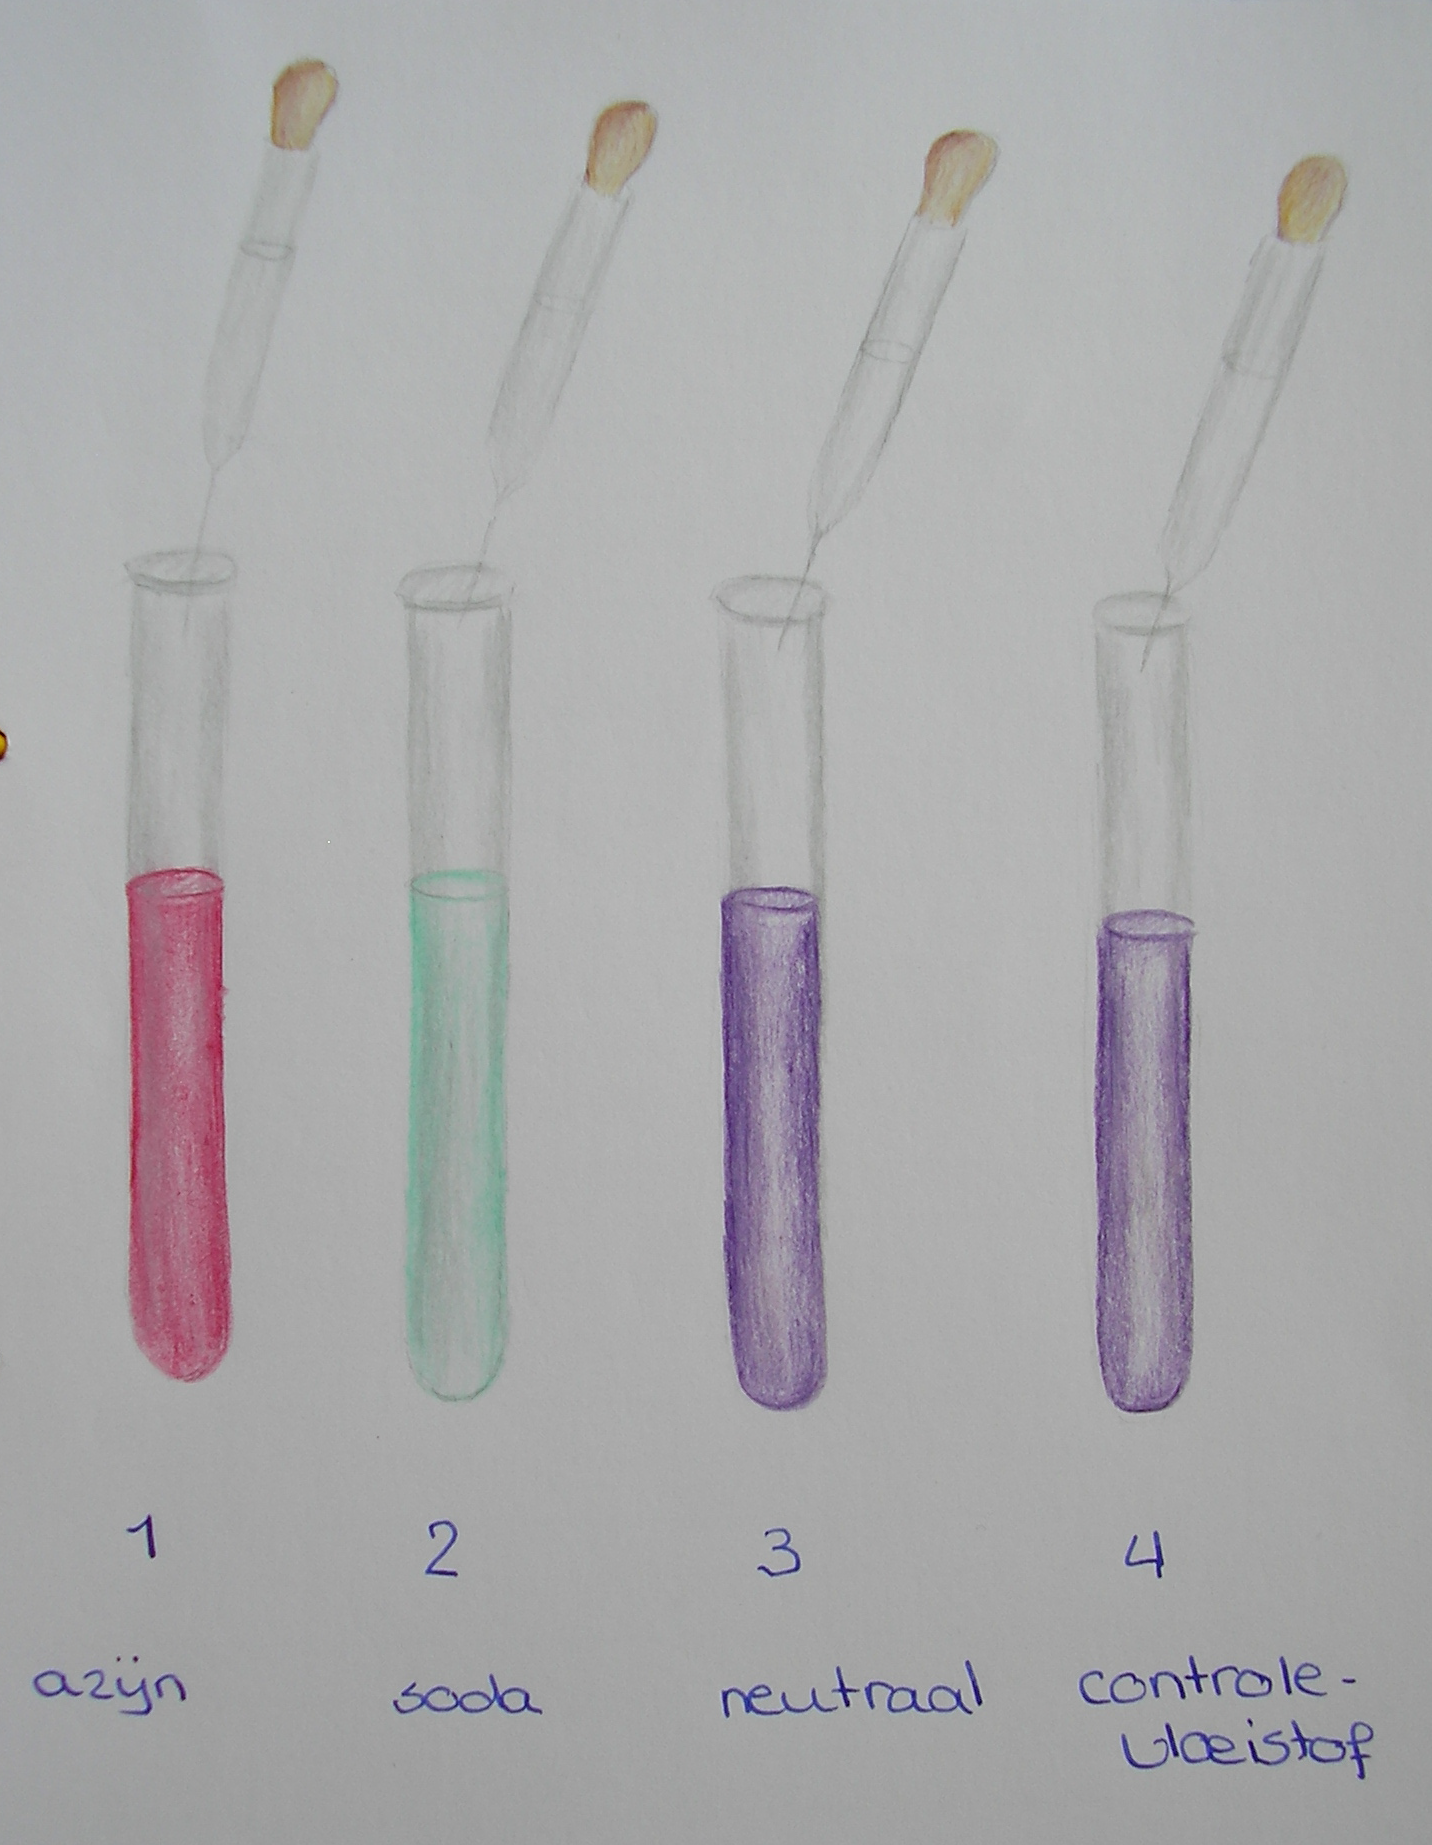 1 2 3 4
azijn soda neutraal controle-
vloeistof